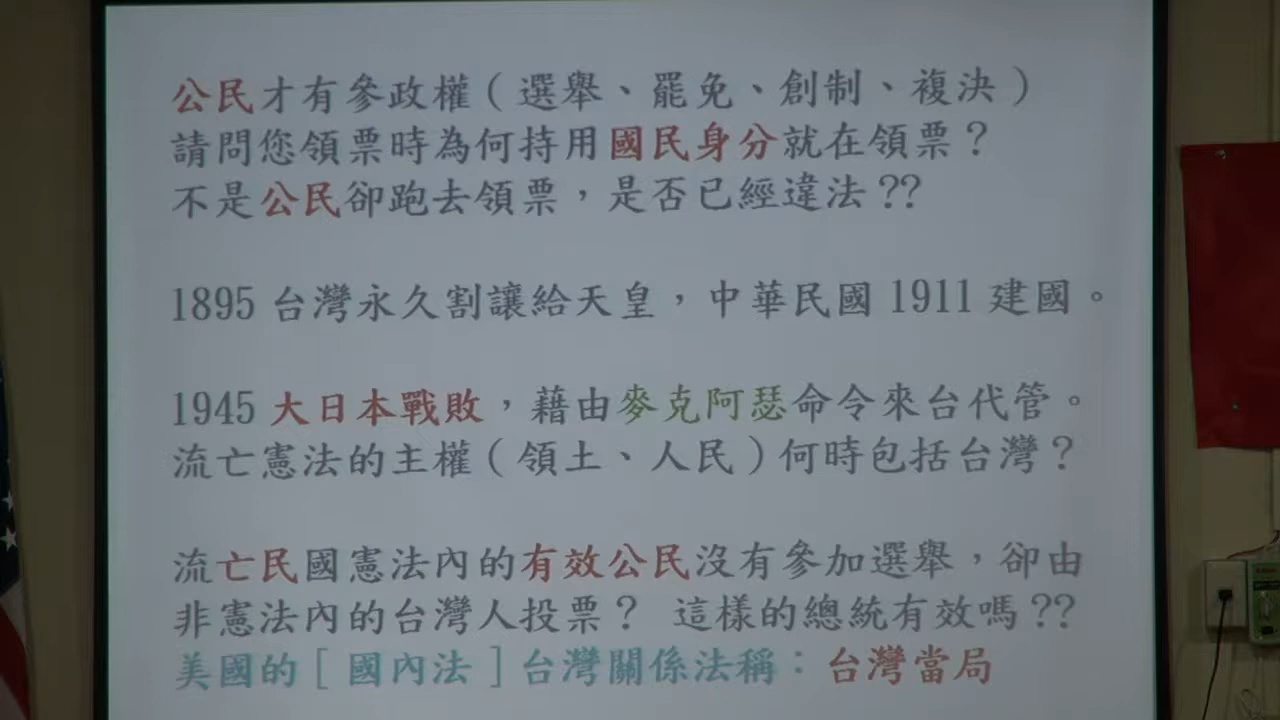 公民才有參政權（選舉、罷免、創制、複決）
請問您領票時為何持用國民身分就在領票？
不是公民卻跑去領票，是否已經違法??
1895 台灣永久割讓給天皇，中華民國 1911 建國。
1945 大日本戰敗，藉由麥克阿瑟命令來台代管。
流亡憲法的主權（領土、人民）何時包括台灣？
流亡民國憲法內的有效公民沒有參加選舉，卻由
非憲法內的台灣人投票？ 這樣的總統有效嗎??
美國的［國內法］台灣關係法稱：台灣當局